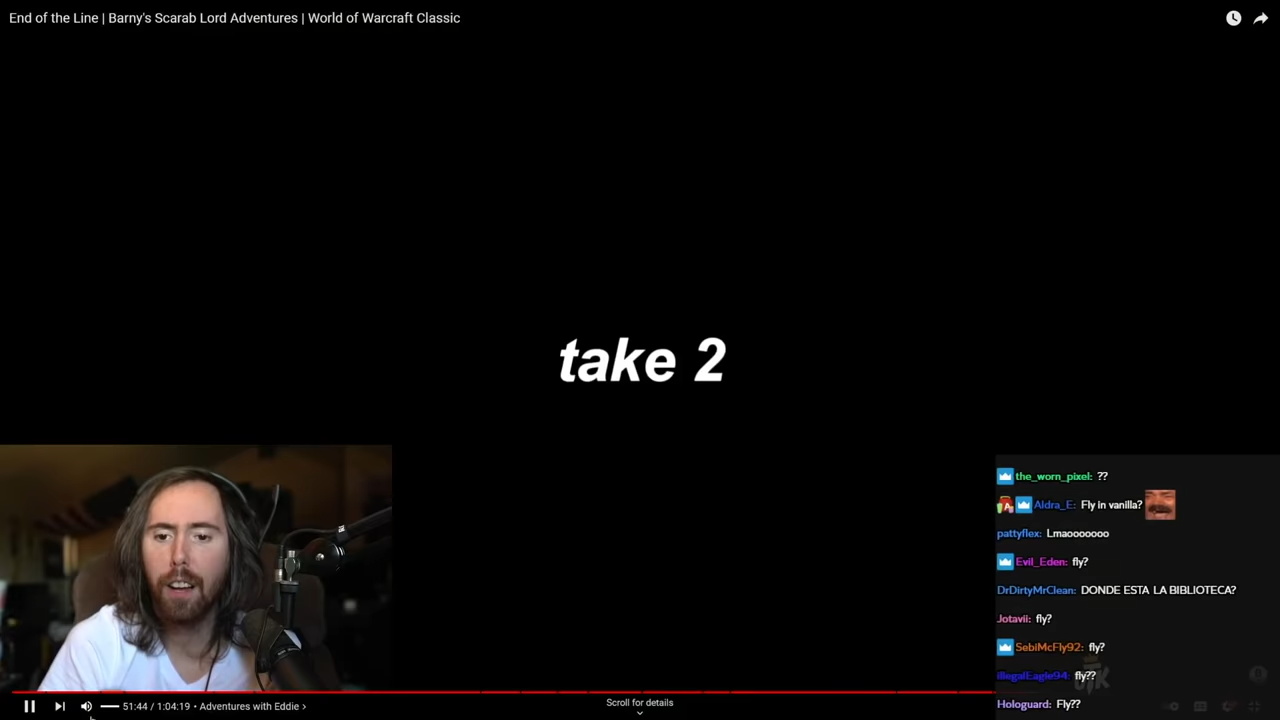 End of the Line | Barny's Scarab Lord Adventures | World of Warcraft Classic
take 2
the_worn_pixel: ??
Aldra_E: Fly in vanilla?
pattyflex: Lmaooooooo
Evil_Eden: fly?
DrDirtyMrClean: DONDE ESTA LA BIBLIOTECA?
Jotavii: fly?
SebiMcFly92: fly?
illegalEagle94: fly??
Hologuard: Fly??
51:44 / 1:04:19 • Adventures with Eddie ›
Scroll for details